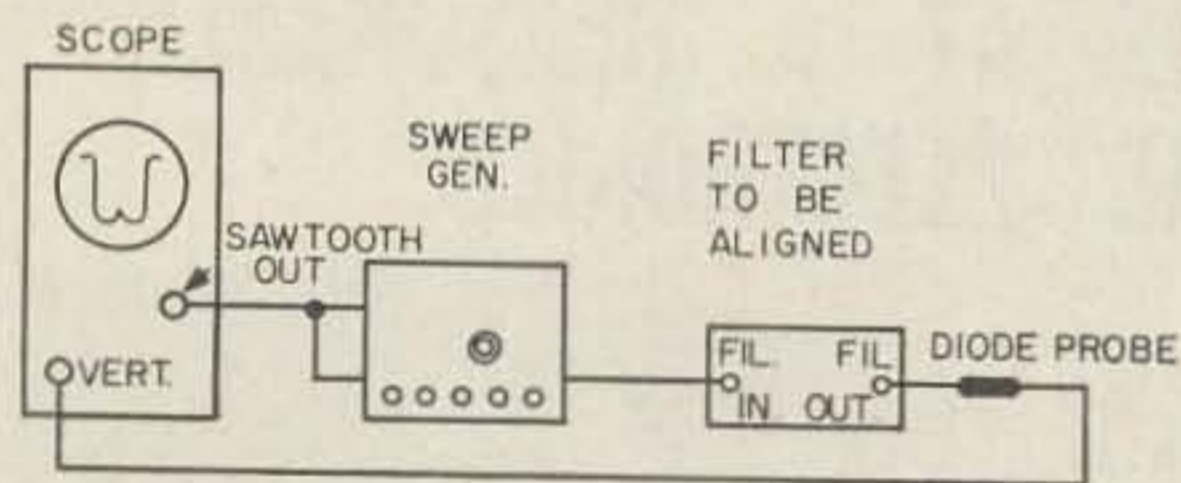 SCOPE
SWEEP
GEN.
FILTER
TO BE
ALIGNED
SAWTOOTH
OUT
VERT.
FIL. FIL
IN OUT
DIODE PROBE